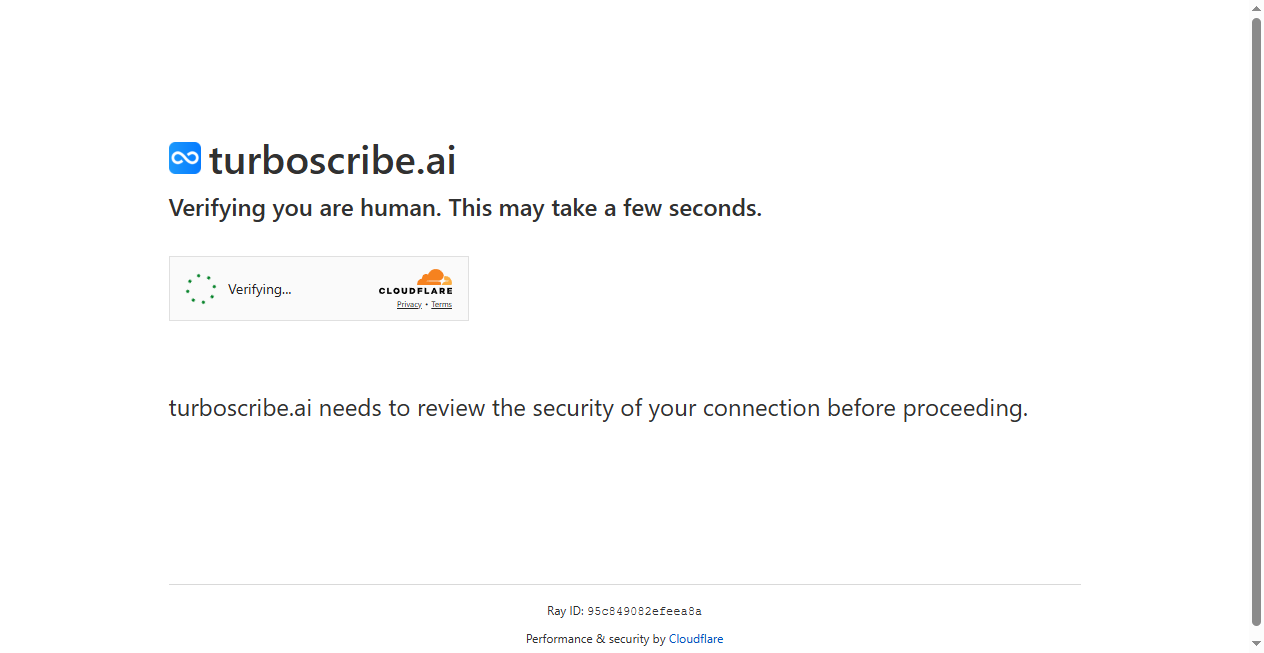 turboscribe.ai
Verifying you are human. This may take a few seconds.
Verifying...
CLOUDFLARE
Privacy • Terms
turboscribe.ai needs to review the security of your connection before proceeding.
Ray ID: 95c849082efeea8a
Performance & security by Cloudflare